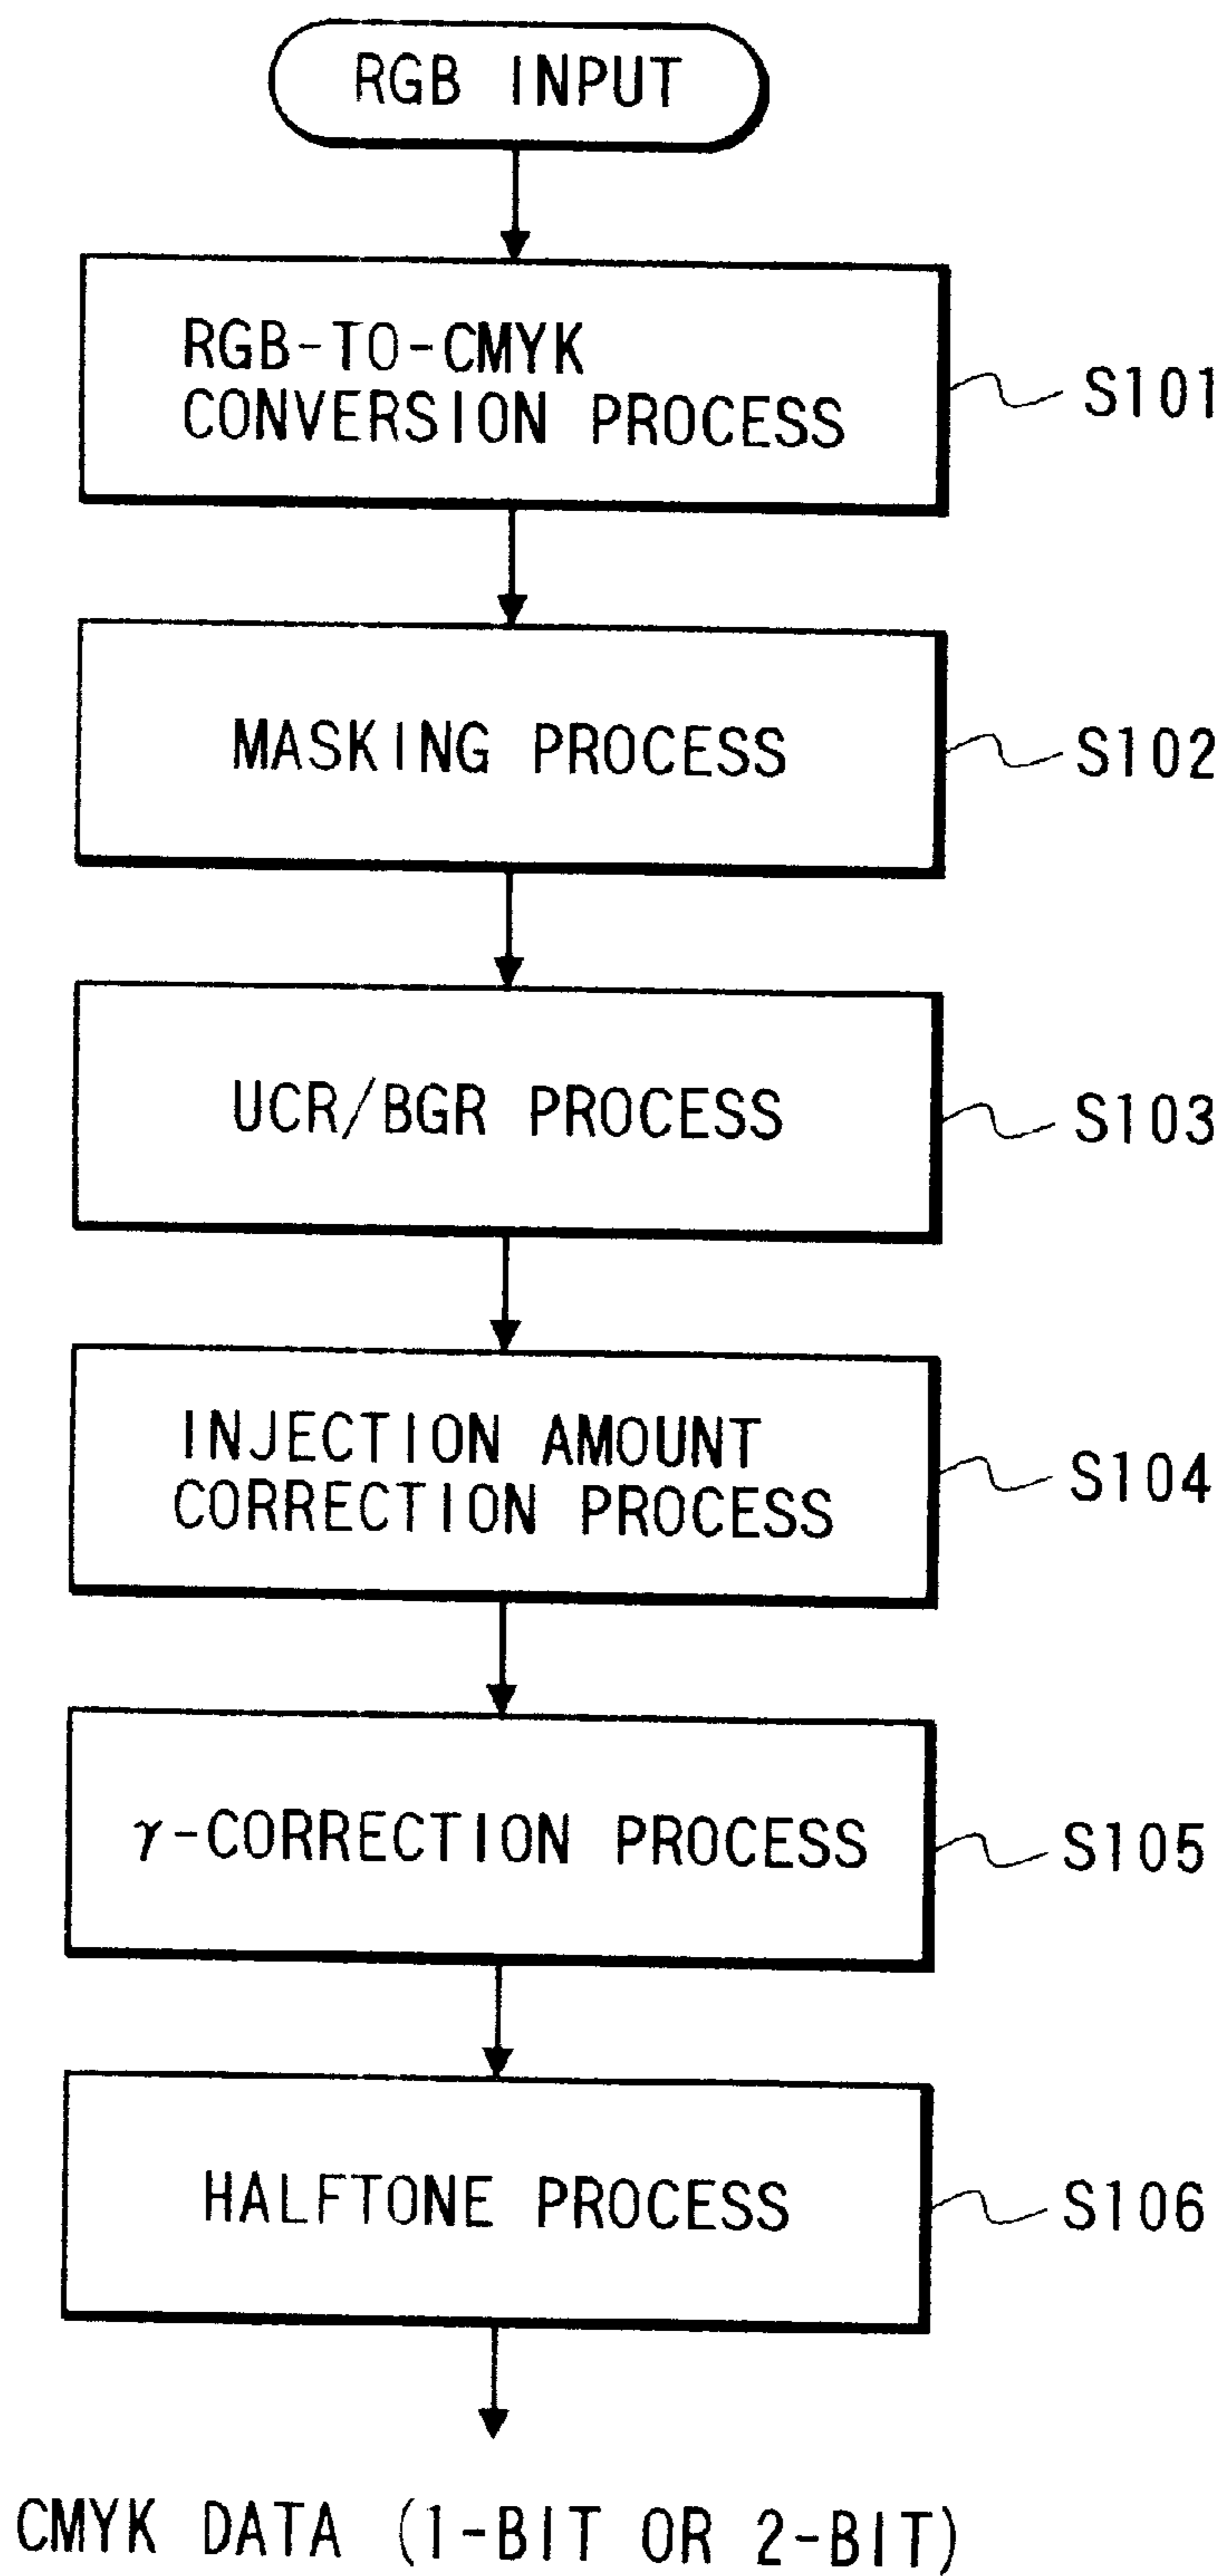 RGB INPUT
RGB-TO-CMYK
CONVERSION PROCESS
S101
MASKING PROCESS
S102
UCR/BGR PROCESS
S103
INJECTION AMOUNT
CORRECTION PROCESS
S104
γ-CORRECTION PROCESS
S105
HALFTONE PROCESS
S106
CMYK DATA (1-BIT OR 2-BIT)